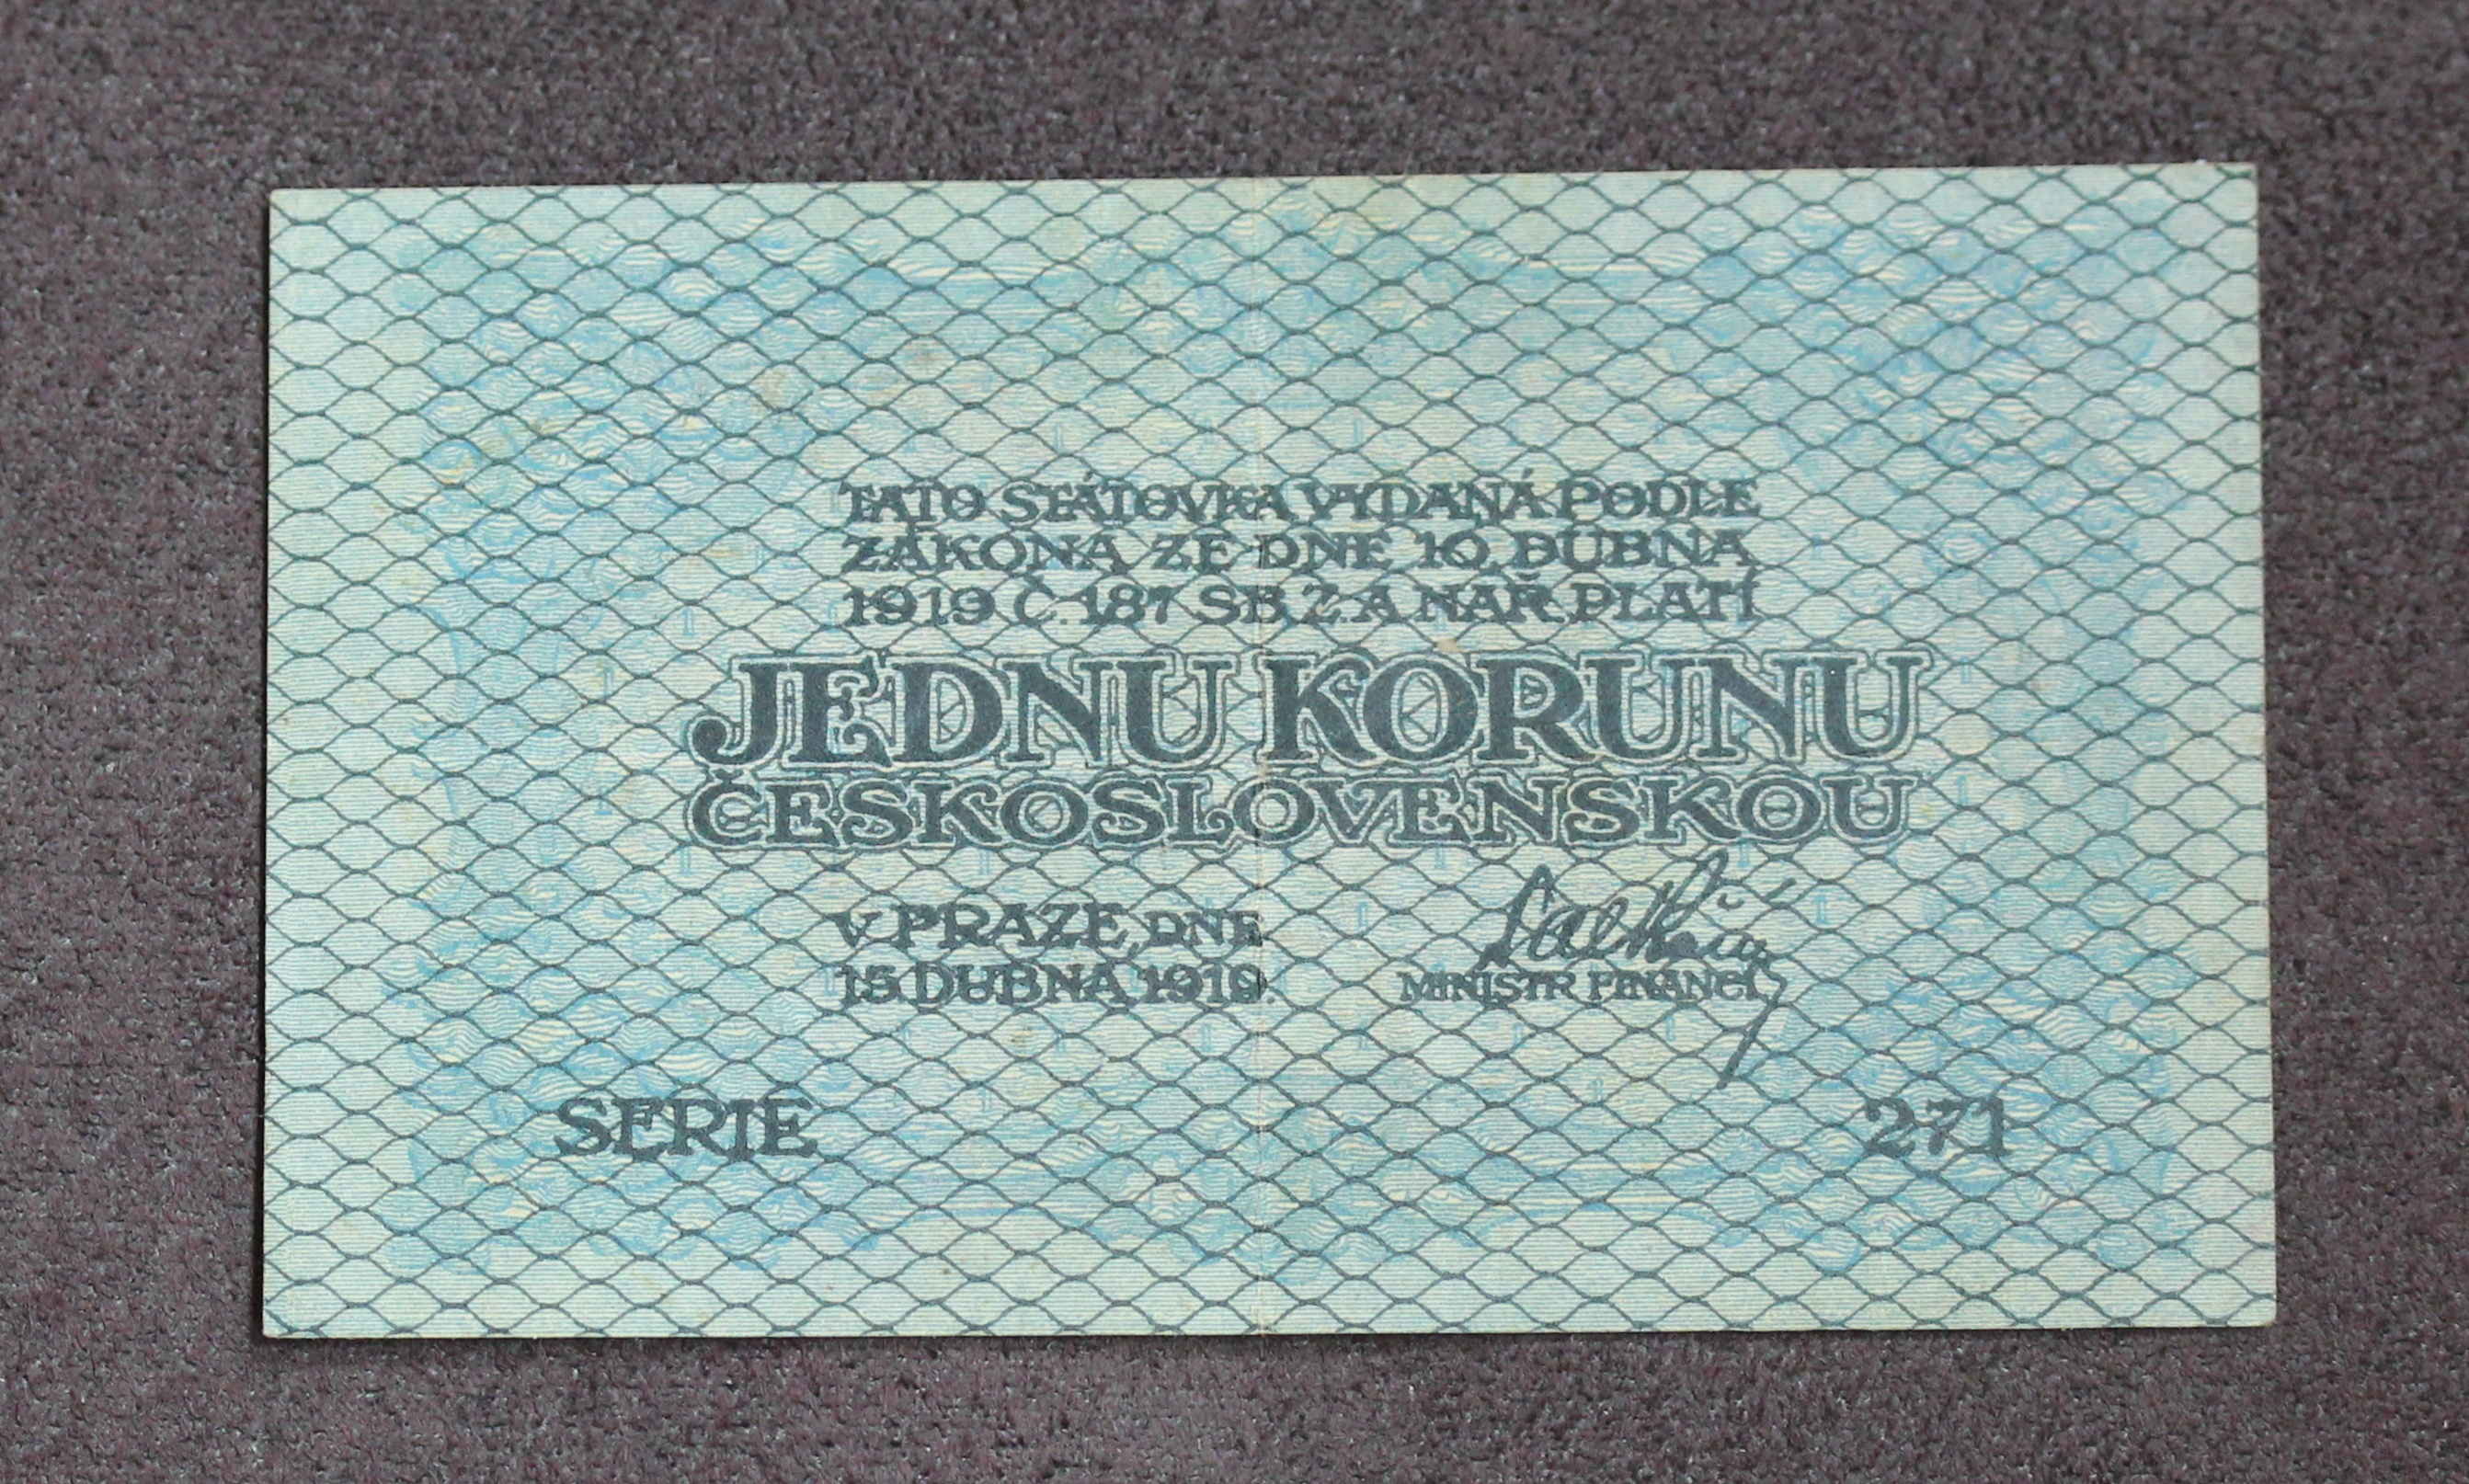 TATO STÁTOVKA VYDANÁ PODLE
ZÁKONA ZE DNE 10. DUBNA
1919 Č. 187 SB. Z. A NAŘ. PLATÍ
JEDNU KORUNU
ČESKOSLOVENSKOU
V PRAZE, DNE
15. DUBNA 1919.
MINISTR FINANCÍ
SERIE 271